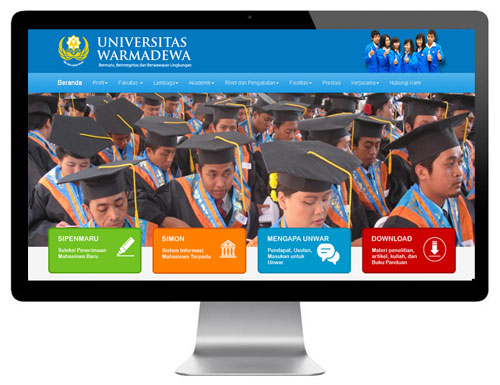 UNIVERSITAS
WARMADEWA
Bermutu, Berintegritas dan Berwawasan Lingkungan
Beranda Profil Fakultas Lembaga Akademik Riset dan Pengabdian Fasilitas Prestasi Kerjasama Hubungi Kami
SIPENMARU
Seleksi Penerimaan
Mahasiswa Baru
SIMON
Sistem Informasi
Mahasiswa Terpadu
MENGAPA UNWAR
Pendapat, Usulan,
Masukan untuk
Unwar
DOWNLOAD
Materi penelitian,
artikel, kuliah, dan
Buku Panduan